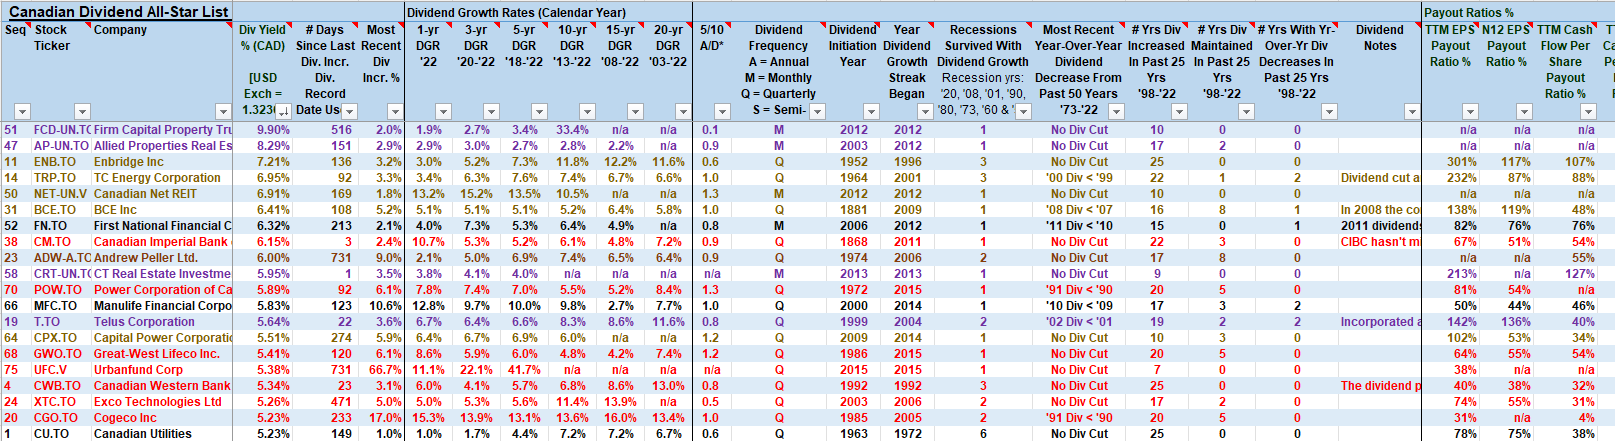 Canadian Dividend All-Star List Dividend Growth Rates (Calendar Year) Payout Ratios %
Seq Stock Company Div Yield # Days Most 1-yr 3-yr 5-yr 10-yr 15-yr 20-yr 5/10 Dividend Dividend Year Recessions Most Recent # Yrs Div # Yrs Div # Yrs With Yr- Dividend TTM EPS N12 EPS TTM Cash
Ticker % (CAD) Since Last Recent DGR DGR DGR DGR DGR DGR A/D* Frequency Initiation Dividend Survived With Year-Over-Year Increased Maintained Over-Yr Div Notes Payout Payout Flow Per
Div. Incr. Div '22 '20-'22 '18-'22 '13-'22 '08-'22 '03-'22 A = Annual Year Growth Dividend Growth Dividend In Past 25 In Past 25 Decreases In Ratio % Ratio % Share
[USD Div. Incr. % M = Monthly Streak Recession yrs: Decrease From Yrs Yrs Past 25 Yrs Payout
Exch = Record Q = Quarterly Began '20, '08, '01, '90, Past 50 Years '98-'22 '98-'22 '98-'22 Ratio %
Date Us S = Semi- '80, '73, '60 & '73-'22
51 FCD-UN.TO Firm Capital Property Tru 9.90% 516 2.0% 1.9% 2.7% 3.4% 33.4% n/a n/a 0.1 M 2012 2012 1 No Div Cut 10 0 0 n/a n/a n/a
47 AP-UN.TO Allied Properties Real Es 8.29% 151 2.9% 2.9% 3.0% 2.7% 2.8% 2.2% n/a 0.9 M 2003 2012 1 No Div Cut 17 2 0 n/a n/a n/a
11 ENB.TO Enbridge Inc 7.21% 136 3.2% 3.0% 5.2% 7.3% 11.8% 12.2% 11.6% 0.6 Q 1952 1996 3 No Div Cut 25 0 0 301% 117% 107%
14 TRP.TO TC Energy Corporation 6.95% 92 3.3% 3.4% 6.3% 7.6% 7.4% 6.7% 6.6% 1.0 Q 1964 2001 3 '00 Div < '99 22 1 2 Dividend cut a 232% 87% 88%
50 NET-UN.V Canadian Net REIT 6.91% 169 1.8% 13.2% 15.2% 13.5% 10.5% n/a n/a 1.3 M 2012 2012 1 No Div Cut 10 0 0 n/a n/a n/a
31 BCE.TO BCE Inc 6.41% 108 5.2% 5.1% 5.1% 5.1% 5.2% 6.4% 5.8% 1.0 Q 1881 2009 1 '08 Div < '07 16 8 1 In 2008 the co 138% 119% 48%
52 FN.TO First National Financial C 6.32% 213 2.1% 4.0% 7.3% 5.3% 6.4% 4.9% n/a 0.8 M 2006 2012 1 '11 Div < '10 15 0 1 2011 dividends 82% 76% 76%
38 CM.TO Canadian Imperial Bank 6.15% 3 2.4% 10.7% 5.3% 5.2% 6.1% 4.8% 7.2% 0.9 Q 1868 2011 1 No Div Cut 22 3 0 CIBC hasn't m 67% 51% 54%
23 ADW-A.TO Andrew Peller Ltd. 6.00% 731 9.0% 2.1% 5.0% 6.9% 7.4% 6.5% 6.4% 0.9 Q 1974 2006 2 No Div Cut 17 8 0 n/a n/a 55%
58 CRT-UN.TO CT Real Estate Investme 5.95% 1 3.5% 3.8% 4.1% 4.0% n/a n/a n/a n/a M 2013 2013 1 No Div Cut 9 0 0 213% n/a 127%
70 POW.TO Power Corporation of Ca 5.89% 92 6.1% 7.8% 7.4% 7.0% 5.5% 5.2% 8.4% 1.3 Q 1972 2015 1 '91 Div < '90 20 5 0 81% 54% n/a
66 MFC.TO Manulife Financial Corpo 5.83% 123 10.6% 12.8% 9.7% 10.0% 9.8% 2.7% 7.7% 1.0 Q 2000 2014 1 '10 Div < '09 17 3 2 50% 44% 46%
19 T.TO Telus Corporation 5.64% 22 3.6% 6.7% 6.4% 6.6% 8.3% 8.6% 11.6% 0.8 Q 1999 2004 2 '02 Div < '01 19 2 2 Incorporated a 142% 136% 40%
64 CPX.TO Capital Power Corporatio 5.51% 274 5.9% 6.4% 6.7% 6.9% 6.0% n/a n/a 1.2 Q 2009 2014 1 No Div Cut 10 3 0 102% 53% 34%
68 GWO.TO Great-West Lifeco Inc. 5.41% 120 6.1% 8.6% 5.9% 6.0% 4.8% 4.2% 7.4% 1.2 Q 1986 2015 1 No Div Cut 20 5 0 64% 55% 54%
75 UFC.V Urbanfund Corp 5.38% 731 66.7% 11.1% 22.1% 41.7% n/a n/a n/a n/a Q 2015 2015 1 No Div Cut 7 0 0 38% n/a n/a
4 CWB.TO Canadian Western Bank 5.34% 23 3.1% 6.0% 4.1% 5.7% 6.8% 8.6% 13.0% 0.8 Q 1992 1992 3 No Div Cut 25 0 0 The dividend p 40% 38% 32%
24 XTC.TO Exco Technologies Ltd 5.26% 471 5.0% 5.0% 5.3% 5.6% 11.4% 13.9% n/a 0.5 Q 2003 2006 2 No Div Cut 17 2 0 74% 55% 31%
20 CGO.TO Cogeco Inc 5.23% 233 17.0% 15.3% 13.9% 13.1% 13.6% 16.0% 13.4% 1.0 Q 1985 2005 2 '91 Div < '90 20 5 0 31% n/a 4%
1 CU.TO Canadian Utilities 5.23% 149 1.0% 1.0% 1.7% 4.4% 7.2% 7.2% 6.7% 0.6 Q 1963 1972 6 No Div Cut 25 0 0 78% 75% 38%